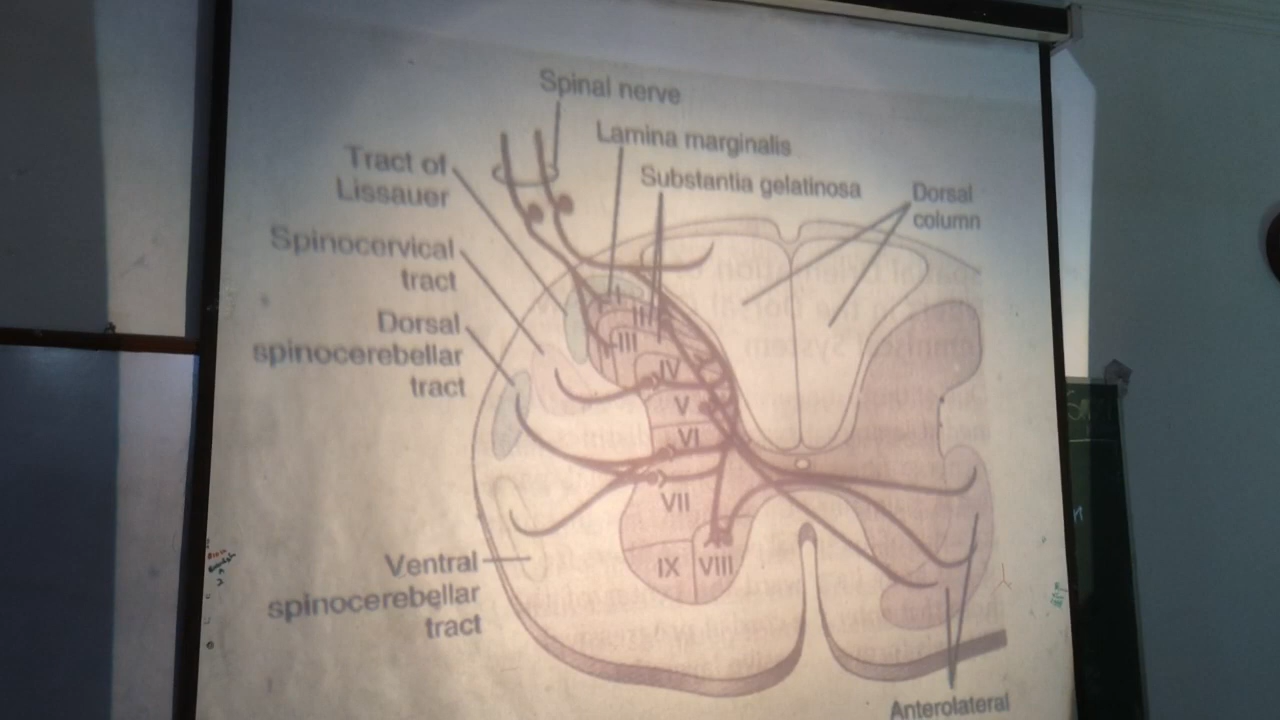 Spinal nerve
Lamina marginalis
Substantia gelatinosa
Dorsal
column
Tract of
Lissauer
Spinocervical
tract
Dorsal
spinocerebellar
tract
Ventral
spinocerebellar
tract
I
II
III
IV
V
VI
VII
IX
VIII
Anterolateral